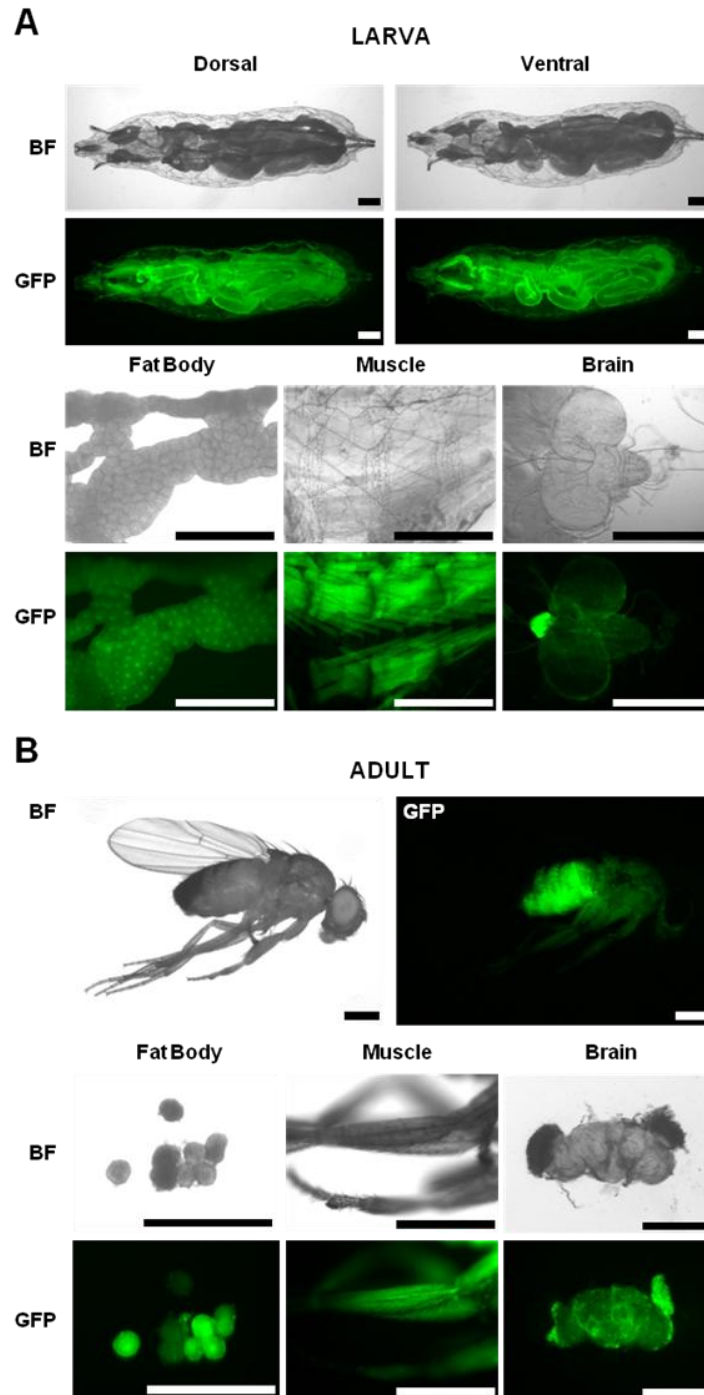 A
LARVA
Dorsal Ventral
BF
GFP
Fat Body Muscle Brain
BF
GFP
B
ADULT
BF GFP
Fat Body Muscle Brain
BF
GFP